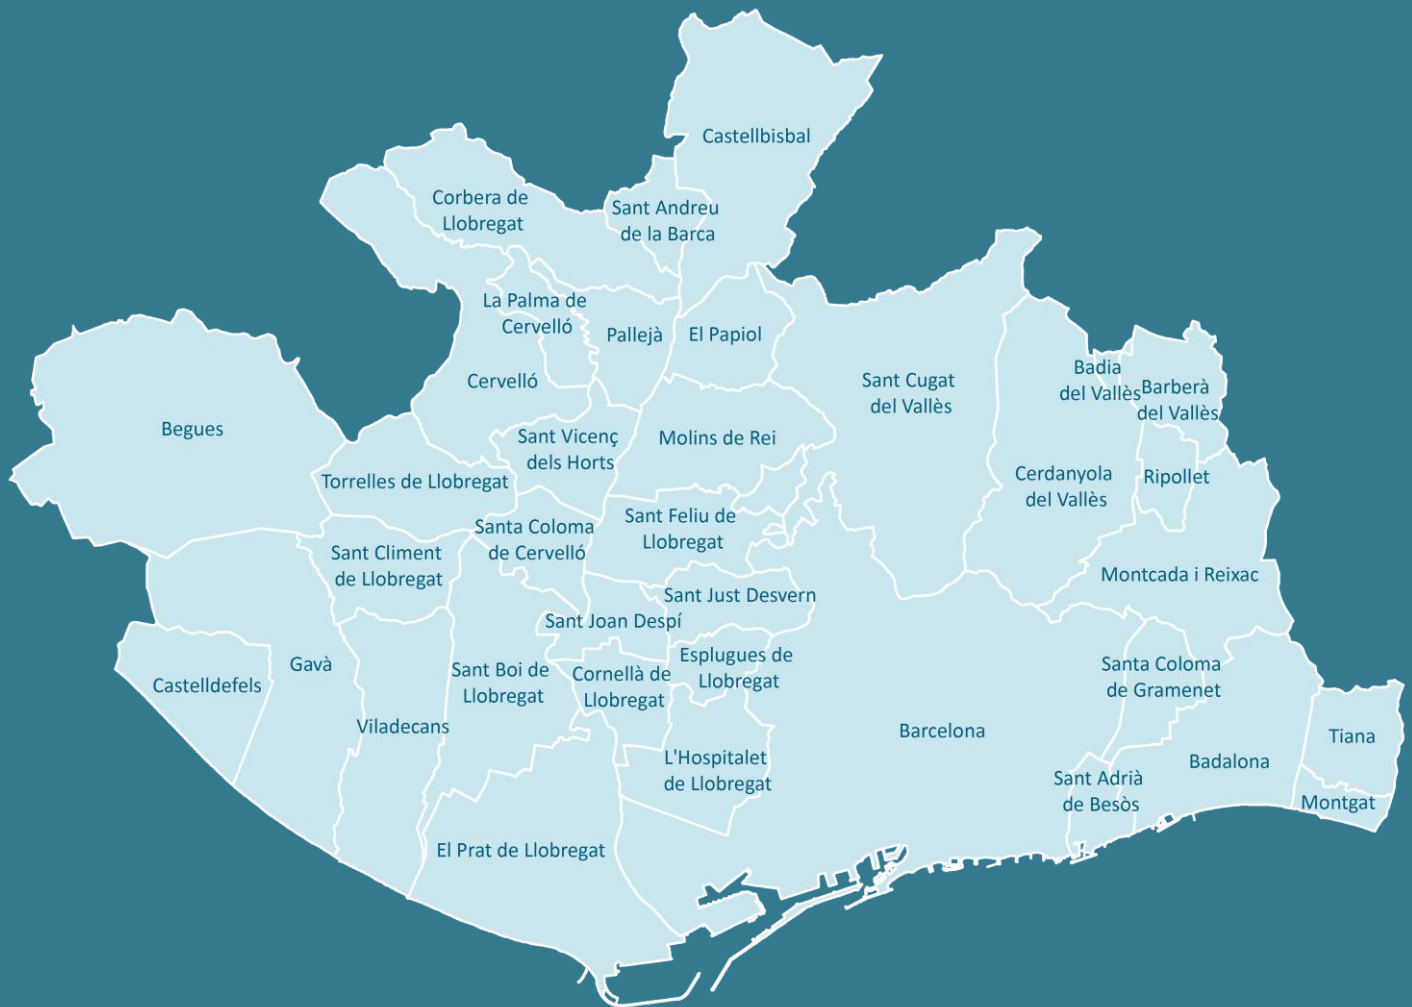 Castellbisbal
Corbera de
Llobregat
Sant Andreu
de la Barca
La Palma de
Cervelló
Pallejà
El Papiol
Cervelló
Sant Cugat
del Vallès
Badia
del Vallès
Barberà
del Vallès
Begues
Sant Vicenç
dels Horts
Molins de Rei
Torrelles de Llobregat
Cerdanyola
del Vallès
Ripollet
Santa Coloma
de Cervelló
Sant Feliu de
Llobregat
Sant Climent
de Llobregat
Montcada i Reixac
Sant Just Desvern
Sant Joan Despí
Castelldefels
Gavà
Sant Boi de
Llobregat
Cornellà de
Llobregat
Esplugues de
Llobregat
Santa Coloma
de Gramenet
Viladecans
Barcelona
Tiana
L'Hospitalet
de Llobregat
Badalona
Sant Adrià
de Besòs
Montgat
El Prat de Llobregat